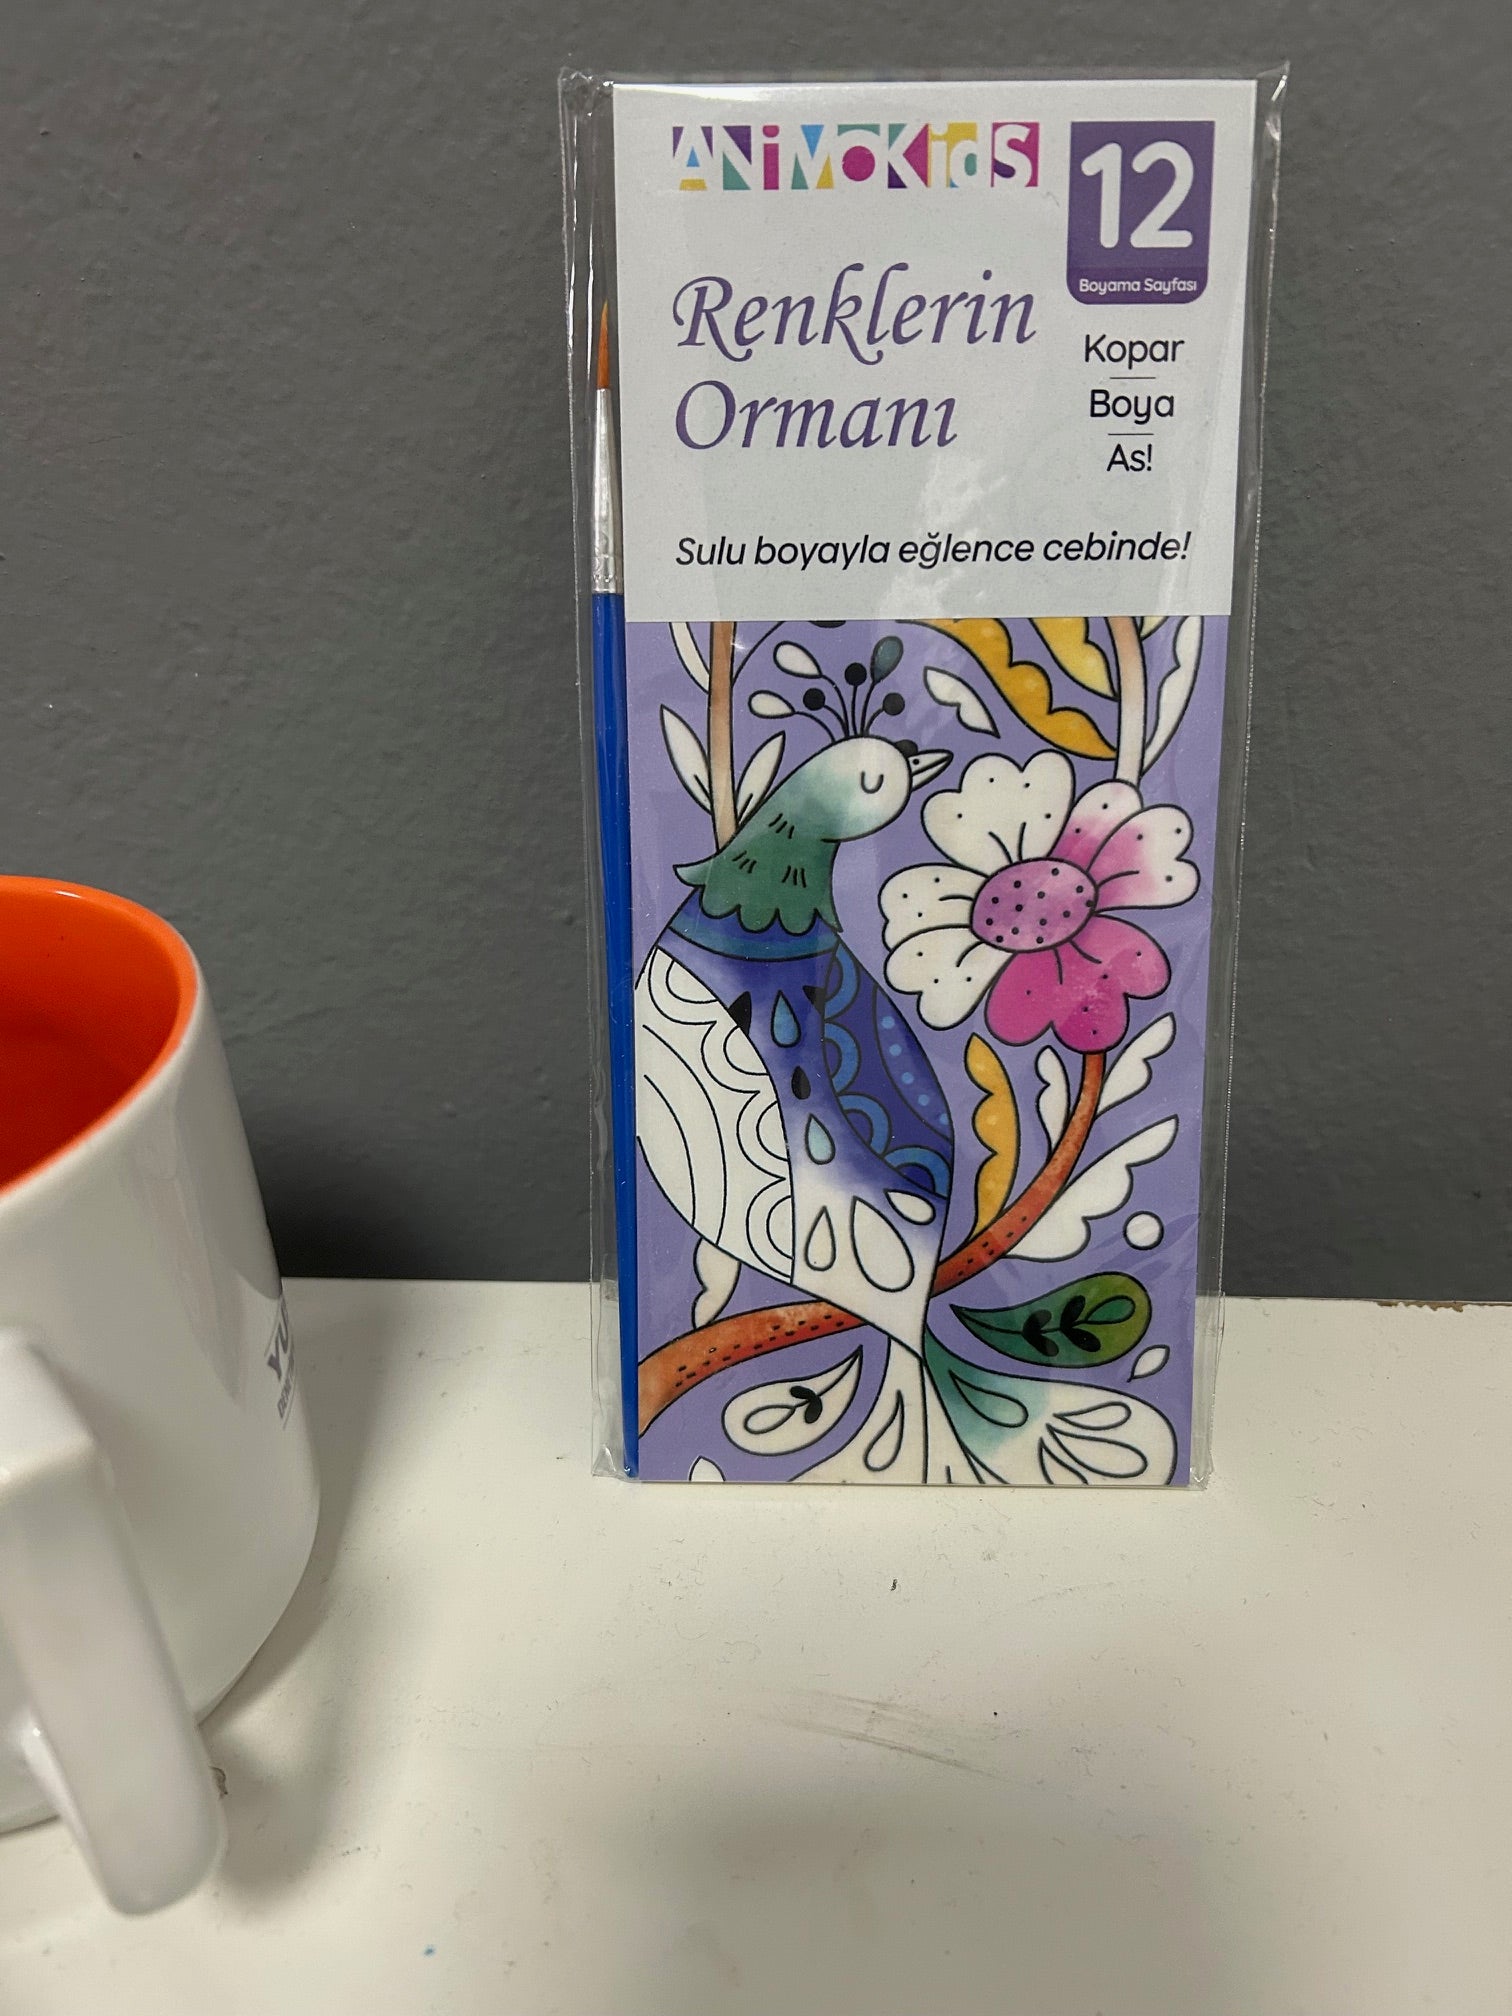 ANiMOKidS
12
Boyama Sayfası
Renklerin
Ormanı
Kopar
Boya
As!
Sulu boyayla eğlence cebinde!